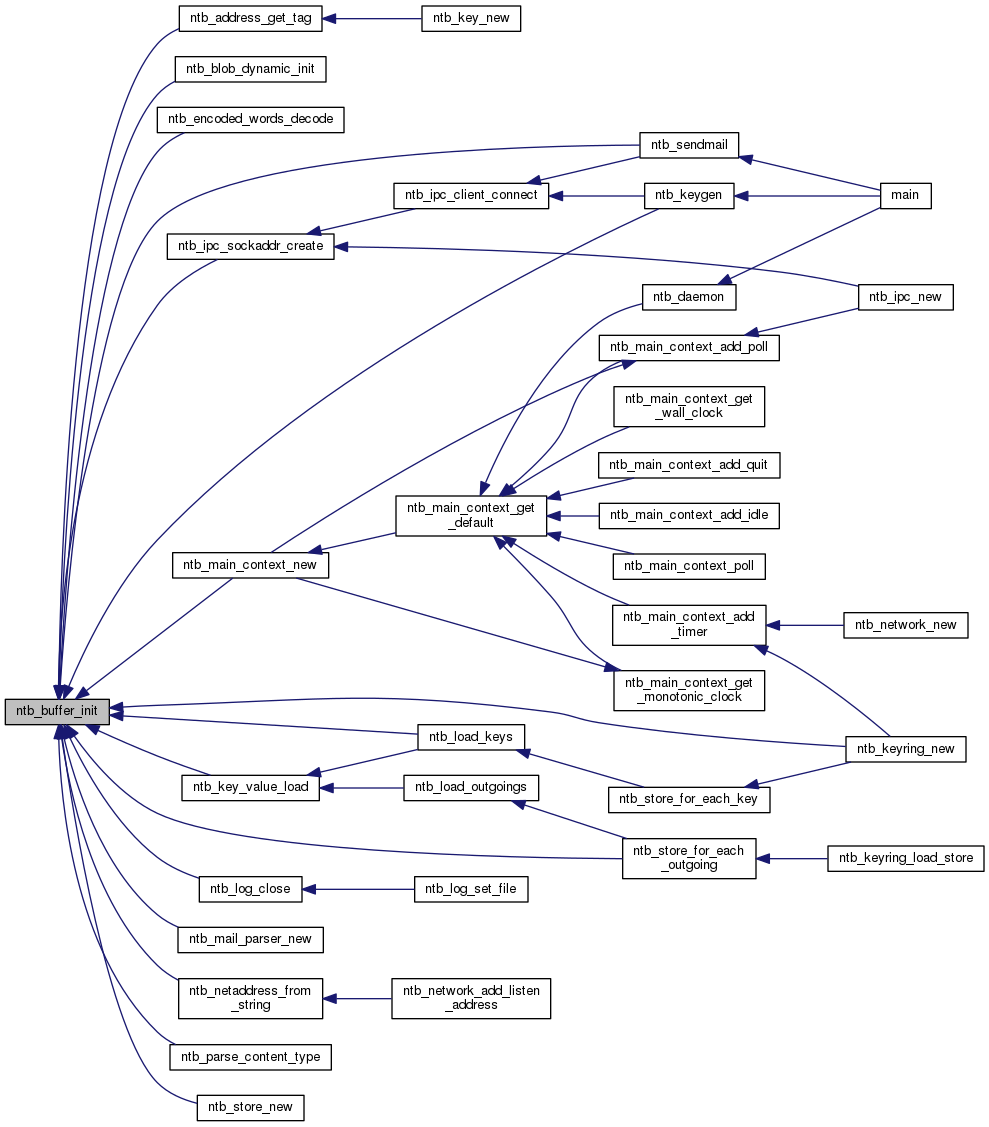 ntb_address_get_tag
ntb_key_new
ntb_blob_dynamic_init
ntb_encoded_words_decode
ntb_sendmail
ntb_ipc_client_connect
ntb_keygen
main
ntb_ipc_sockaddr_create
ntb_daemon
ntb_ipc_new
ntb_main_context_add_poll
ntb_main_context_get
_wall_clock
ntb_main_context_add_quit
ntb_main_context_get
_default
ntb_main_context_add_idle
ntb_main_context_new
ntb_main_context_poll
ntb_main_context_add
_timer
ntb_network_new
ntb_main_context_get
_monotonic_clock
ntb_buffer_init
ntb_load_keys
ntb_keyring_new
ntb_key_value_load
ntb_load_outgoings
ntb_store_for_each_key
ntb_store_for_each
_outgoing
ntb_keyring_load_store
ntb_log_close
ntb_log_set_file
ntb_mail_parser_new
ntb_netaddress_from
_string
ntb_network_add_listen
_address
ntb_parse_content_type
ntb_store_new